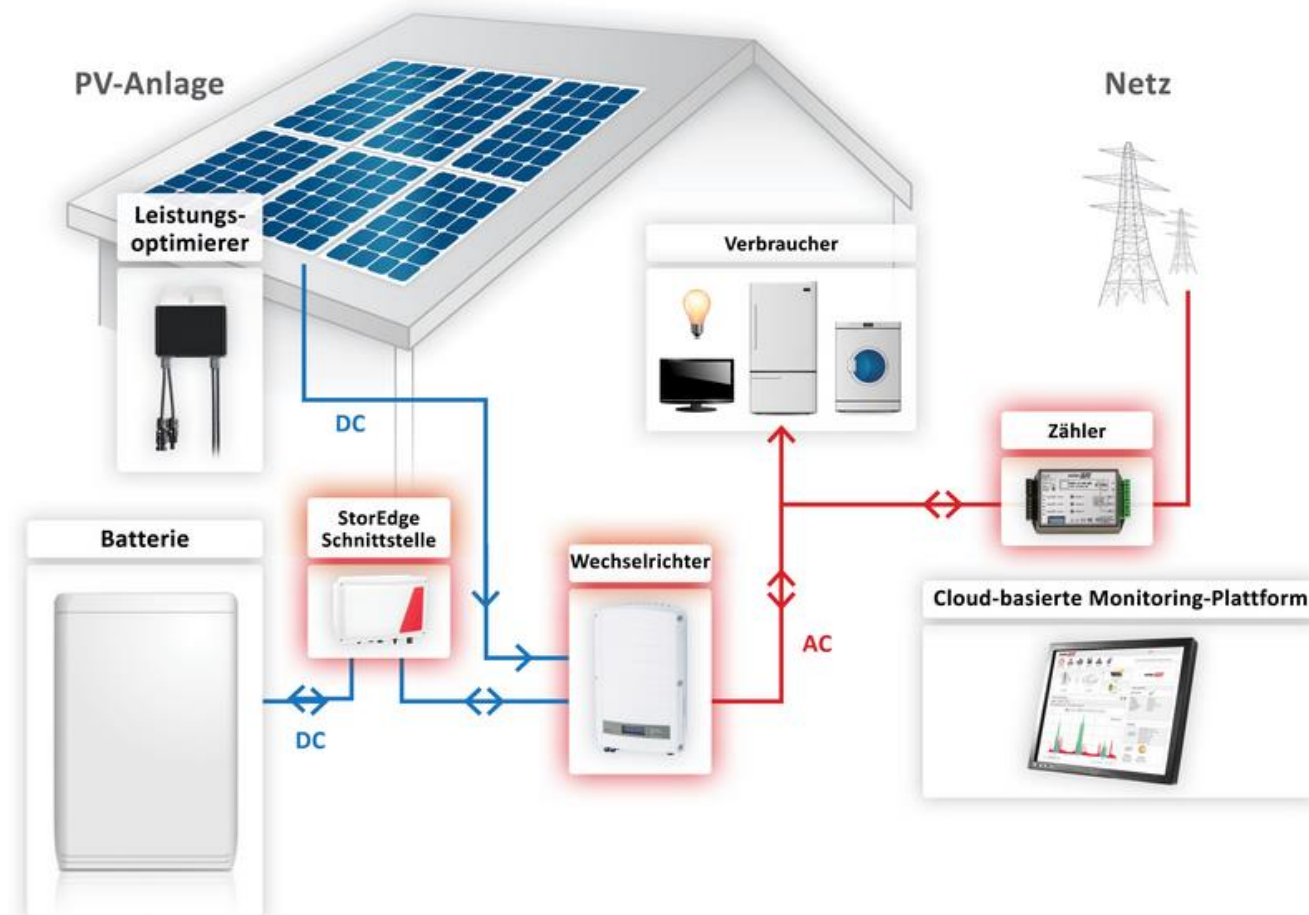 PV-Anlage
Netz
Leistungs-
optimierer
Verbraucher
DC
Zähler
Batterie
StorEdge
Schnittstelle
Wechselrichter
Cloud-basierte Monitoring-Plattform
AC
DC